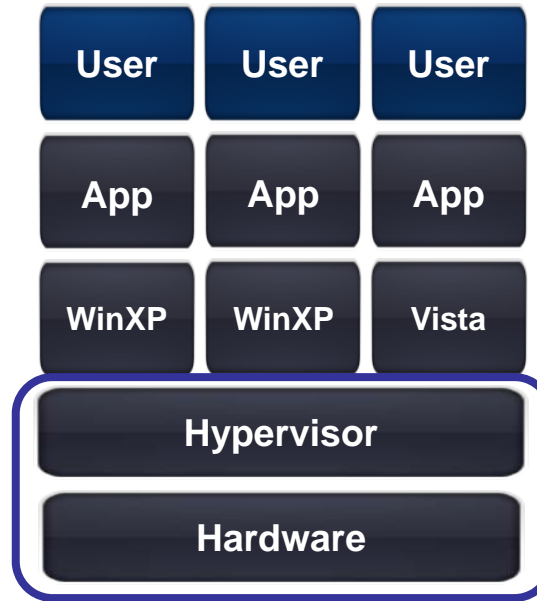 User User User
App App App
WinXP WinXP Vista
Hypervisor
Hardware